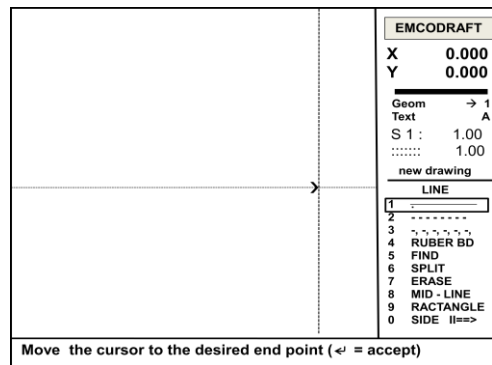 EMCODRAFT
X 0.000
Y 0.000
Geom → 1
Text A
S 1 : 1.00
::::::: 1.00
new drawing
LINE
1
2 - - - - - - - -
3 -, -, -, -, -, -,
4 RUBER BD
5 FIND
6 SPLIT
7 ERASE
8 MID - LINE
9 RACTANGLE
0 SIDE II==>
Move the cursor to the desired end point (↵ = accept)